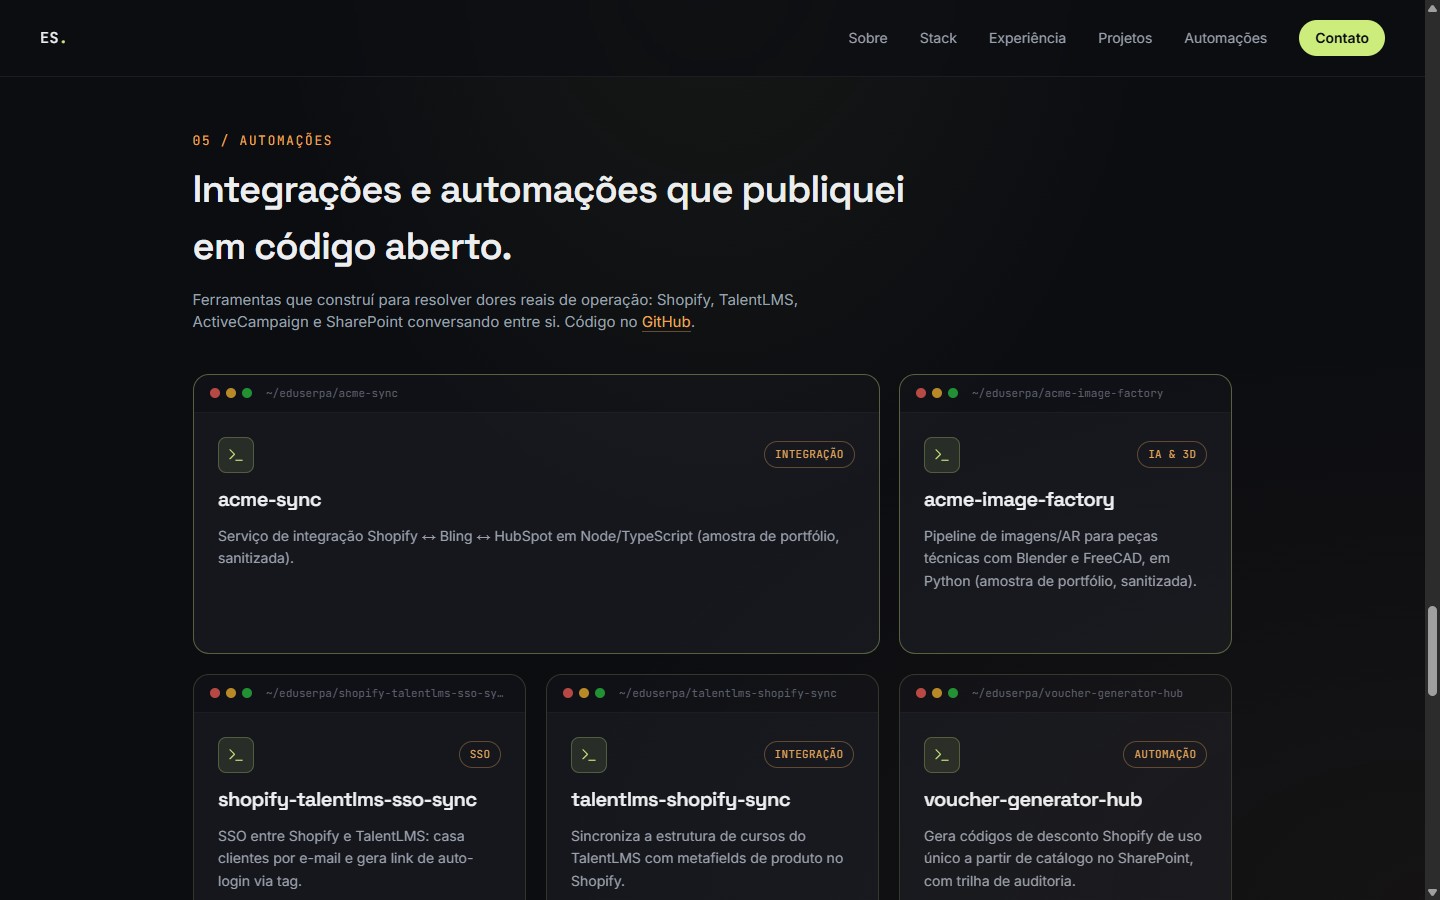 ES.
Sobre
Stack
Experiência
Projetos
Automações
Contato
05 / AUTOMAÇÕES
Integrações e automações que publiquei
em código aberto.
Ferramentas que construí para resolver dores reais de operação: Shopify, TalentLMS,
ActiveCampaign e SharePoint conversando entre si. Código no GitHub.
~/eduserpa/acme-sync
INTEGRAÇÃO
acme-sync
Serviço de integração Shopify ↔ Bling ↔ HubSpot em Node/TypeScript (amostra de portfólio,
sanitizada).
~/eduserpa/acme-image-factory
IA & 3D
acme-image-factory
Pipeline de imagens/AR para peças
técnicas com Blender e FreeCAD, em
Python (amostra de portfólio, sanitizada).
~/eduserpa/shopify-talentlms-sso-sy…
SSO
shopify-talentlms-sso-sync
SSO entre Shopify e TalentLMS: casa
clientes por e-mail e gera link de auto-
login via tag.
~/eduserpa/talentlms-shopify-sync
INTEGRAÇÃO
talentlms-shopify-sync
Sincroniza a estrutura de cursos do
TalentLMS com metafields de produto no
Shopify.
~/eduserpa/voucher-generator-hub
AUTOMAÇÃO
voucher-generator-hub
Gera códigos de desconto Shopify de uso
único a partir de catálogo no SharePoint,
com trilha de auditoria.